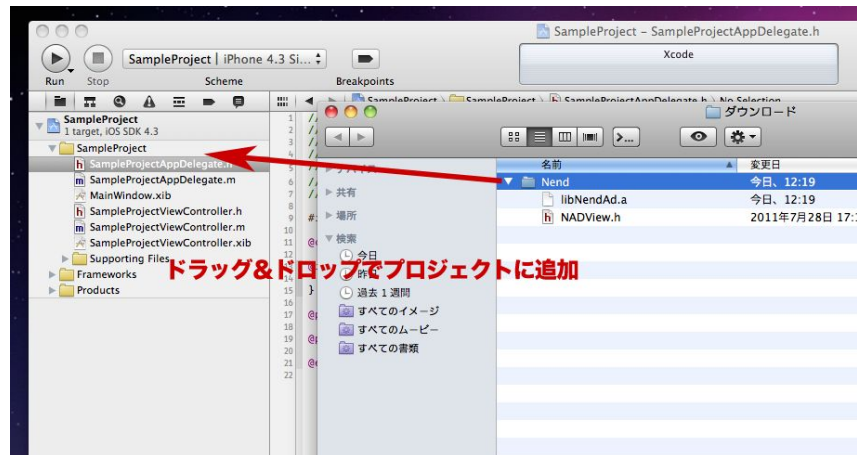 SampleProject – SampleProjectAppDelegate.h
SampleProject | iPhone 4.3 Si...
Xcode
Run
Stop
Scheme
Breakpoints
SampleProject
1 target, iOS SDK 4.3
SampleProject
SampleProjectAppDelegate.h
SampleProjectAppDelegate.m
MainWindow.xib
SampleProjectViewController.h
SampleProjectViewController.m
SampleProjectViewController.xib
Supporting Files
Frameworks
Products
ダウンロード
共有
場所
検索
今日
昨日
過去 1 週間
すべてのイメージ
すべてのムービー
すべての書類
名前
変更日
Nend
今日、12:19
libNendAd.a
今日、12:19
NADView.h
2011年7月28日 17:
ドラッグ&ドロップでプロジェクトに追加